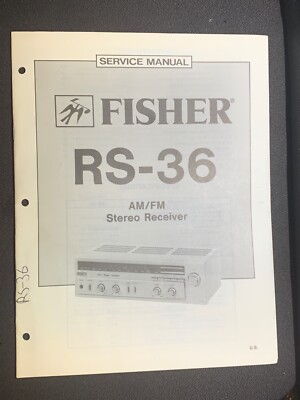 SERVICE MANUAL
FISHER®
RS-36
AM/FM
Stereo Receiver
RS-36